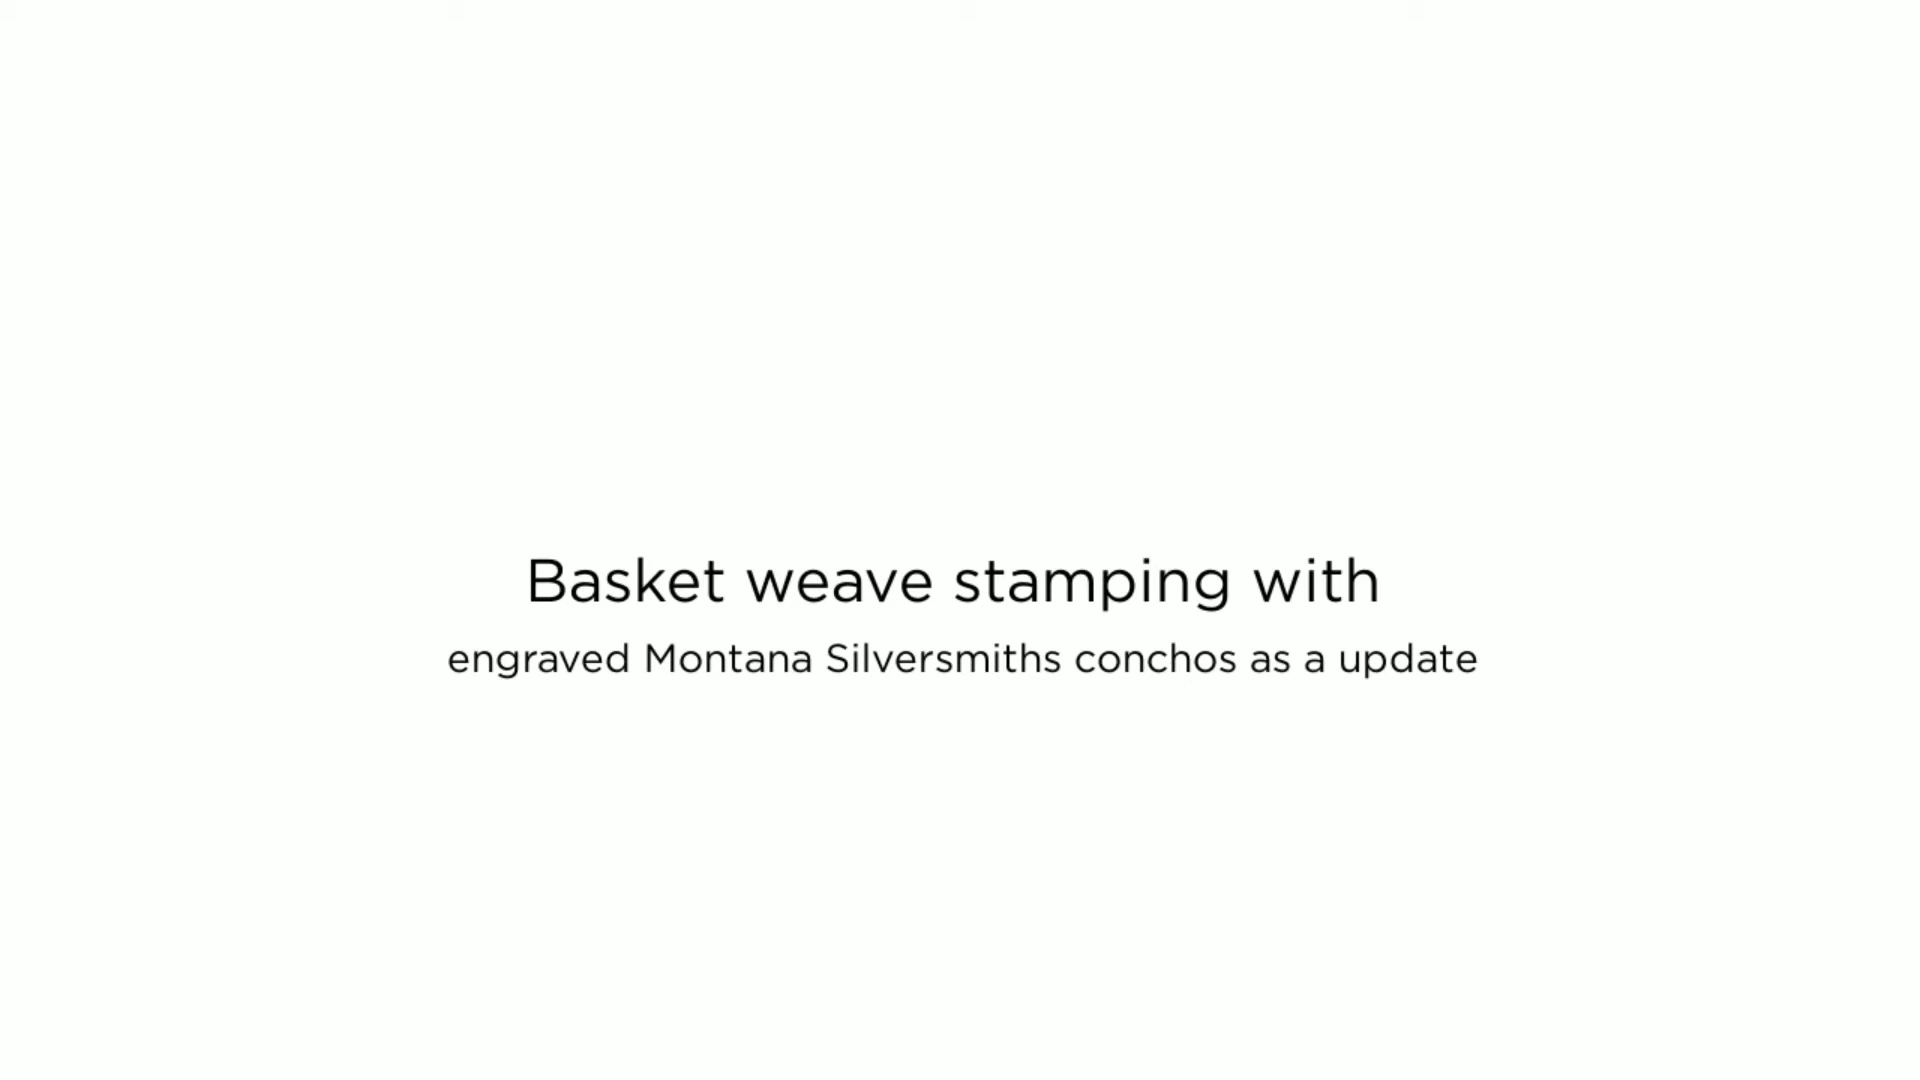 Basket weave stamping with
engraved Montana Silversmiths conchos as a update